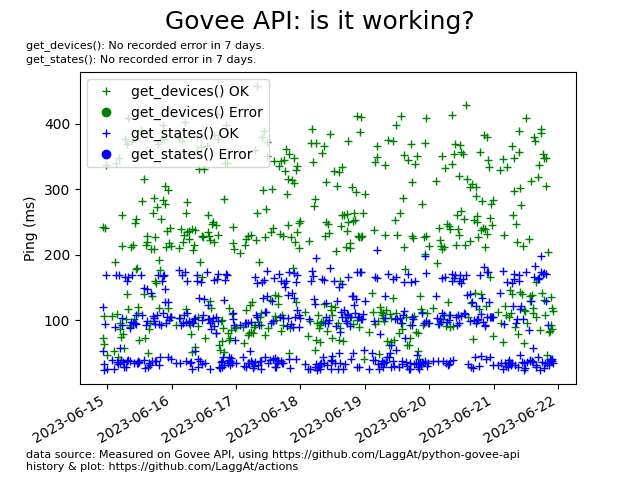 Govee API: is it working?
get_devices(): No recorded error in 7 days.
get_states(): No recorded error in 7 days.
get_devices() OK
get_devices() Error
get_states() OK
get_states() Error
Ping (ms)
400
300
200
100
2023-06-15
2023-06-16
2023-06-17
2023-06-18
2023-06-19
2023-06-20
2023-06-21
2023-06-22
data source: Measured on Govee API, using https://github.com/LaggAt/python-govee-api
history & plot: https://github.com/LaggAt/actions